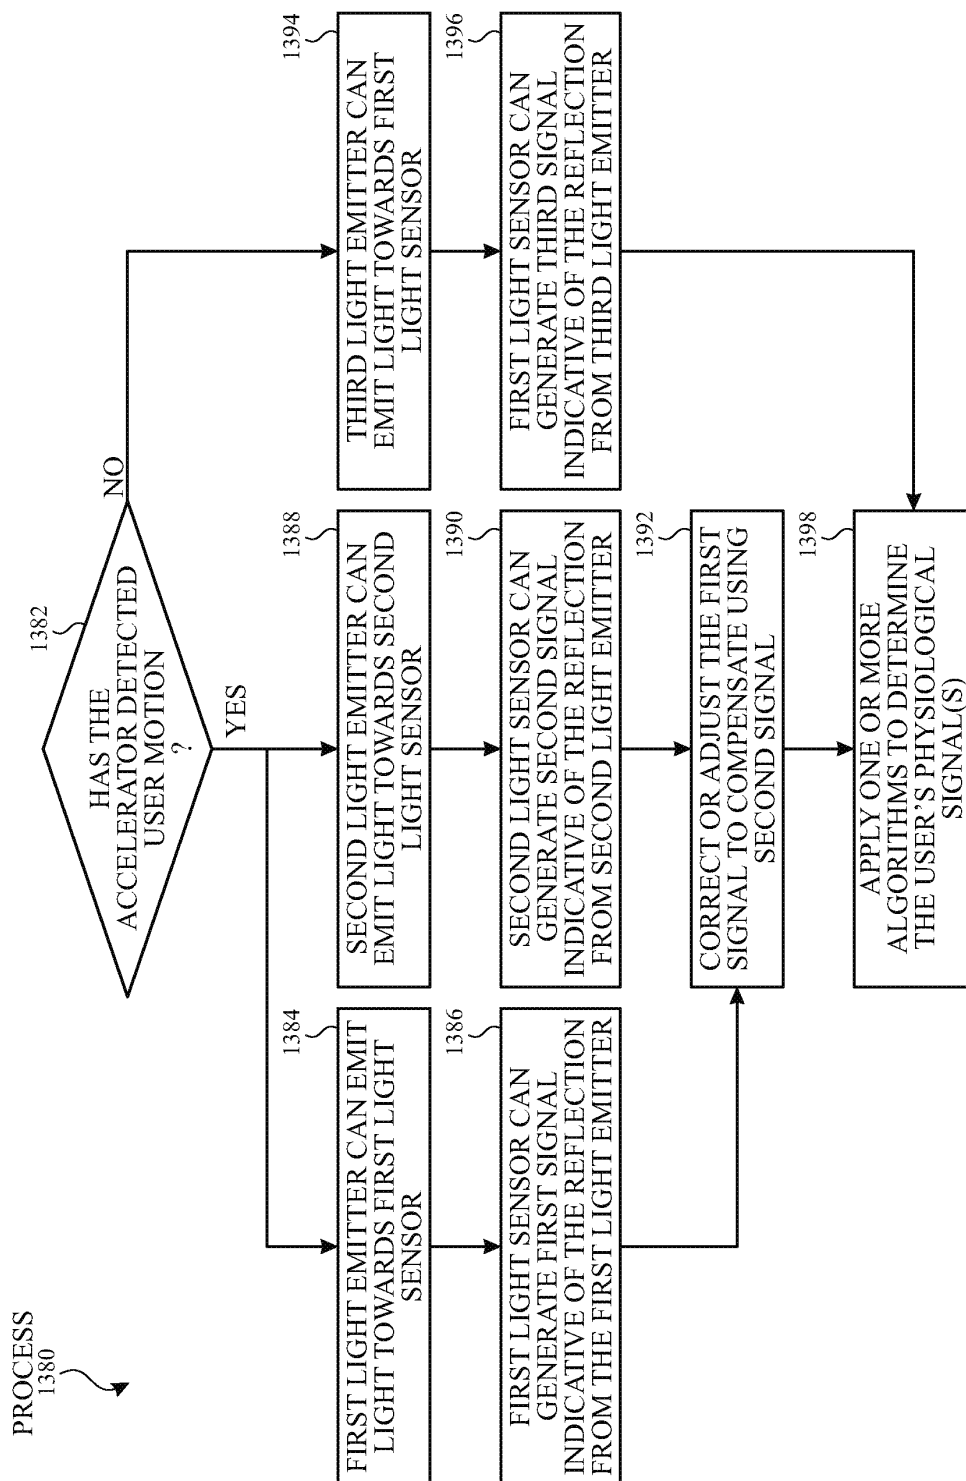 PROCESS
1380
1382
HAS THE
ACCELERATOR DETECTED
USER MOTION
?
NO
YES
1384
FIRST LIGHT EMITTER CAN EMIT
LIGHT TOWARDS FIRST LIGHT
SENSOR
1388
SECOND LIGHT EMITTER CAN
EMIT LIGHT TOWARDS SECOND
LIGHT SENSOR
1394
THIRD LIGHT EMITTER CAN
EMIT LIGHT TOWARDS FIRST
LIGHT SENSOR
1386
FIRST LIGHT SENSOR CAN
GENERATE FIRST SIGNAL
INDICATIVE OF THE REFLECTION
FROM THE FIRST LIGHT EMITTER
1390
SECOND LIGHT SENSOR CAN
GENERATE SECOND SIGNAL
INDICATIVE OF THE REFLECTION
FROM SECOND LIGHT EMITTER
1396
FIRST LIGHT SENSOR CAN
GENERATE THIRD SIGNAL
INDICATIVE OF THE REFLECTION
FROM THIRD LIGHT EMITTER
1392
CORRECT OR ADJUST THE FIRST
SIGNAL TO COMPENSATE USING
SECOND SIGNAL
1398
APPLY ONE OR MORE
ALGORITHMS TO DETERMINE
THE USER'S PHYSIOLOGICAL
SIGNAL(S)